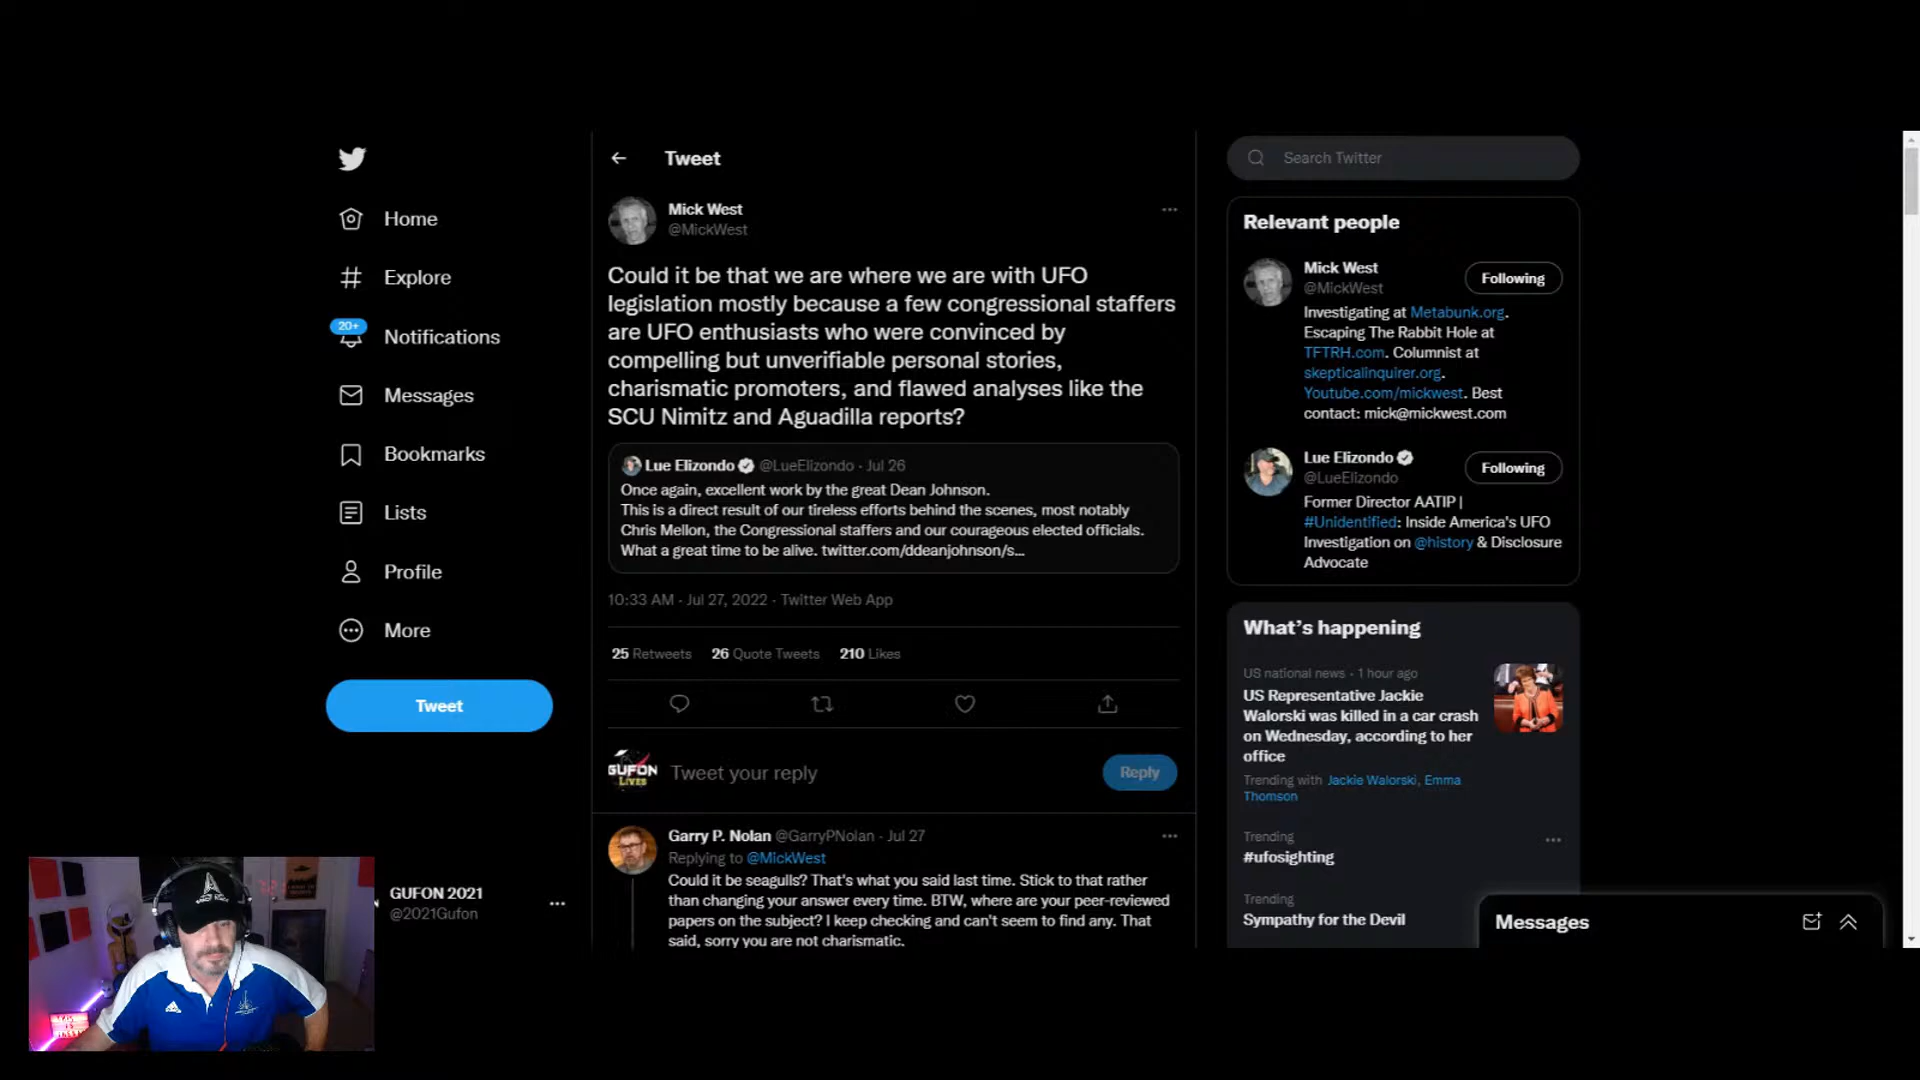 Home
Explore
20+
Notifications
Messages
Bookmarks
Lists
Profile
More
Tweet
GUFON 2021
@2021Gufon
Tweet
Mick West
@MickWest
Could it be that we are where we are with UFO
legislation mostly because a few congressional staffers
are UFO enthusiasts who were convinced by
compelling but unverifiable personal stories,
charismatic promoters, and flawed analyses like the
SCU Nimitz and Aguadilla reports?
Lue Elizondo @LueElizondo · Jul 26
Once again, excellent work by the great Dean Johnson.
This is a direct result of our tireless efforts behind the scenes, most notably
Chris Mellon, the Congressional staffers and our courageous elected officials.
What a great time to be alive. twitter.com/ddeanjohnson/s...
10:33 AM · Jul 27, 2022 · Twitter Web App
25 Retweets 26 Quote Tweets 210 Likes
GUFON
LIVES
Tweet your reply
Reply
Garry P. Nolan @GarryPNolan · Jul 27
Replying to @MickWest
Could it be seagulls? That's what you said last time. Stick to that rather
than changing your answer every time. BTW, where are your peer-reviewed
papers on the subject? I keep checking and can't seem to find any. That
said, sorry you are not charismatic.
Search Twitter
Relevant people
Mick West
@MickWest
Following
Investigating at Metabunk.org.
Escaping The Rabbit Hole at
TFTRH.com. Columnist at
skepticalinquirer.org.
Youtube.com/mickwest. Best
contact: mick@mickwest.com
Lue Elizondo
@LueElizondo
Following
Former Director AATIP |
#Unidentified: Inside America's UFO
Investigation on @history & Disclosure
Advocate
What's happening
US national news · 1 hour ago
US Representative Jackie
Walorski was killed in a car crash
on Wednesday, according to her
office
Trending with Jackie Walorski, Emma
Thomson
Trending
#ufosighting
Trending
Sympathy for the Devil
Messages